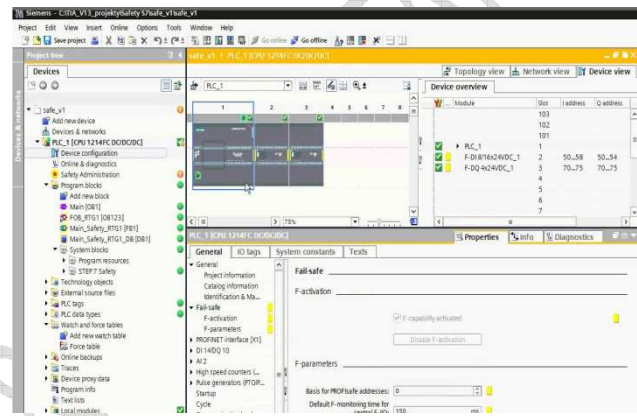 Siemens - C:\TIA_V13_projekty\Safety S7\safe_v1\safe_v1
Project Edit View Insert Online Options Tools Window Help
Save project Go online Go offline
Project tree
safe_v1 PLC_1 [CPU 1214FC DC/DC/DC]
Devices
Topology view Network view Device view
PLC_1
Device overview
Module Slot I address Q address
103
102
101
PLC_1 1
F-DI 8/16x24VDC_1 2 50...58 50...54
F-DQ 4x24VDC_1 3 70...75 70...75
4
5
6
7
1 2 3 4 5 6 7 8
75%
safe_v1
Add new device
Devices & networks
PLC_1 [CPU 1214FC DC/DC/DC]
Device configuration
Online & diagnostics
Safety Administration
Program blocks
Add new block
Main [OB1]
FOB_RTG1 [OB123]
Main_Safety_RTG1 [FB1]
Main_Safety_RTG1_DB [DB1]
System blocks
Program resources
STEP 7 Safety
Technology objects
External source files
PLC tags
PLC data types
Watch and force tables
Add new watch table
Force table
Online backups
Traces
Device proxy data
Program info
Text lists
Local modules
Devices & networks
PLC_1 [CPU 1214FC DC/DC/DC]
Properties Info Diagnostics
General IO tags System constants Texts
General
Project information
Catalog information
Identification & Ma...
Fail-safe
F-activation
F-parameters
PROFINET interface [X1]
DI 14/DQ 10
AI 2
High speed counters (...
Pulse generators (PTO/P...
Startup
Cycle
Fail-safe
F-activation
F-capability activated
Disable F-activation
F-parameters
Basis for PROFIsafe addresses: 0
Default F-monitoring time for
central F-I/O: 150 ms